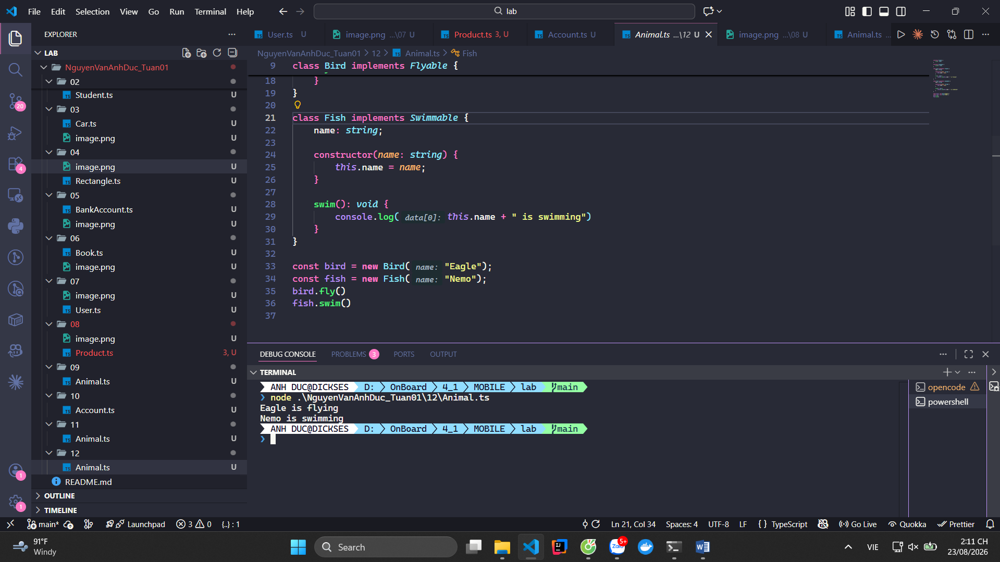 File Edit Selection View Go Run Terminal Help
lab
EXPLORER
LAB
NguyenVanAnhDuc_Tuan01
02
Student.ts U
03
Car.ts U
image.png U
04
image.png U
Rectangle.ts U
05
BankAccount.ts U
image.png U
06
Book.ts U
image.png U
07
image.png U
User.ts U
08
image.png U
Product.ts 3, U
09
Animal.ts U
10
Account.ts U
11
Animal.ts U
12
Animal.ts U
README.md
OUTLINE
TIMELINE
20
4
1
1
User.ts U
image.png ...\07 U
Product.ts 3, U
Account.ts U
Animal.ts ...\12 U
image.png ...\08 U
Animal.ts ...
NguyenVanAnhDuc_Tuan01 > 12 > Animal.ts > Fish
9 class Bird implements Flyable {
18 }
19 }
20
21 class Fish implements Swimmable {
22 name: string;
23
24 constructor(name: string) {
25 this.name = name;
26 }
27
28 swim(): void {
29 console.log( data[0]: this.name + " is swimming")
30 }
31 }
32
33 const bird = new Bird( name: "Eagle");
34 const fish = new Fish( name: "Nemo");
35 bird.fly()
36 fish.swim()
37
DEBUG CONSOLE PROBLEMS 3 PORTS OUTPUT
TERMINAL
ANH DUC@DICKSES D: OnBoard 4_1 MOBILE lab main
❯ node .\NguyenVanAnhDuc_Tuan01\12\Animal.ts
Eagle is flying
Nemo is swimming
ANH DUC@DICKSES D: OnBoard 4_1 MOBILE lab main
❯
opencode
powershell
main* Launchpad 3 0 {..} : 1
Ln 21, Col 34 Spaces: 4 UTF-8 LF { } TypeScript Go Live Quokka Prettier
91°F
Windy
Search
Zalo
5+
VIE
2:11 CH
23/08/2026